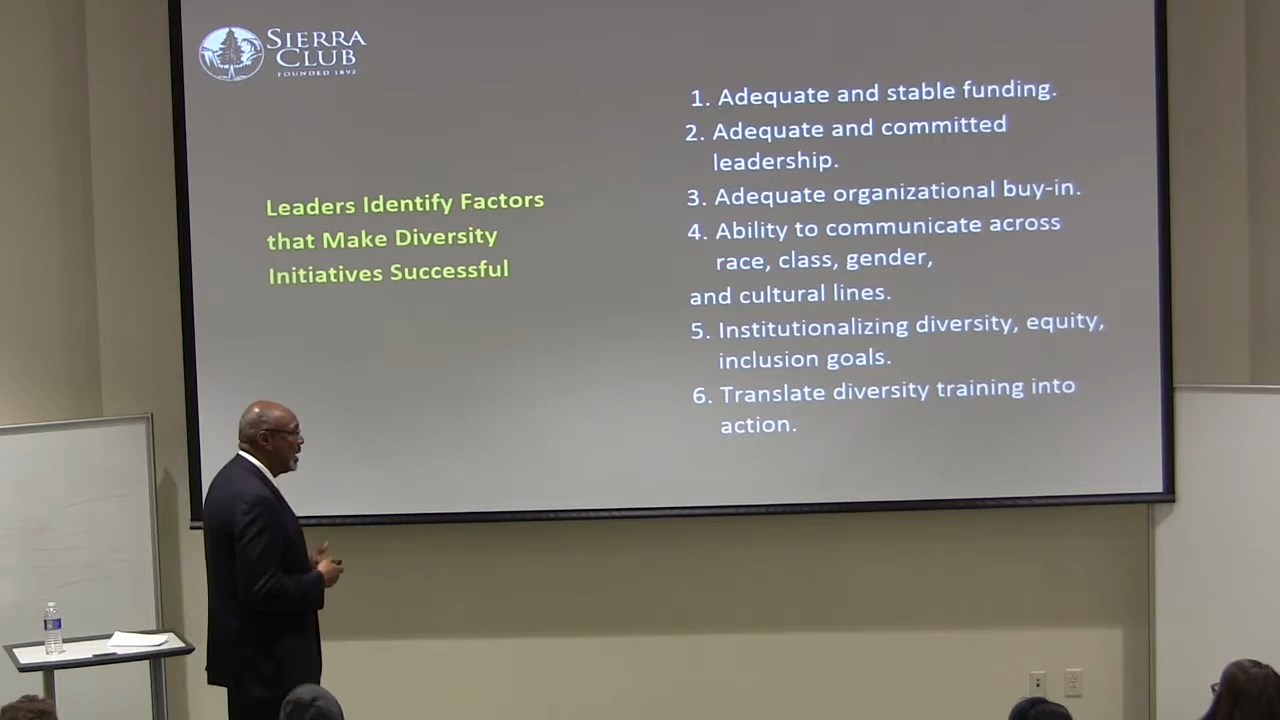 SIERRA
CLUB
FOUNDED 1892
Leaders Identify Factors
that Make Diversity
Initiatives Successful
1. Adequate and stable funding.
2. Adequate and committed
leadership.
3. Adequate organizational buy-in.
4. Ability to communicate across
race, class, gender,
and cultural lines.
5. Institutionalizing diversity, equity,
inclusion goals.
6. Translate diversity training into
action.